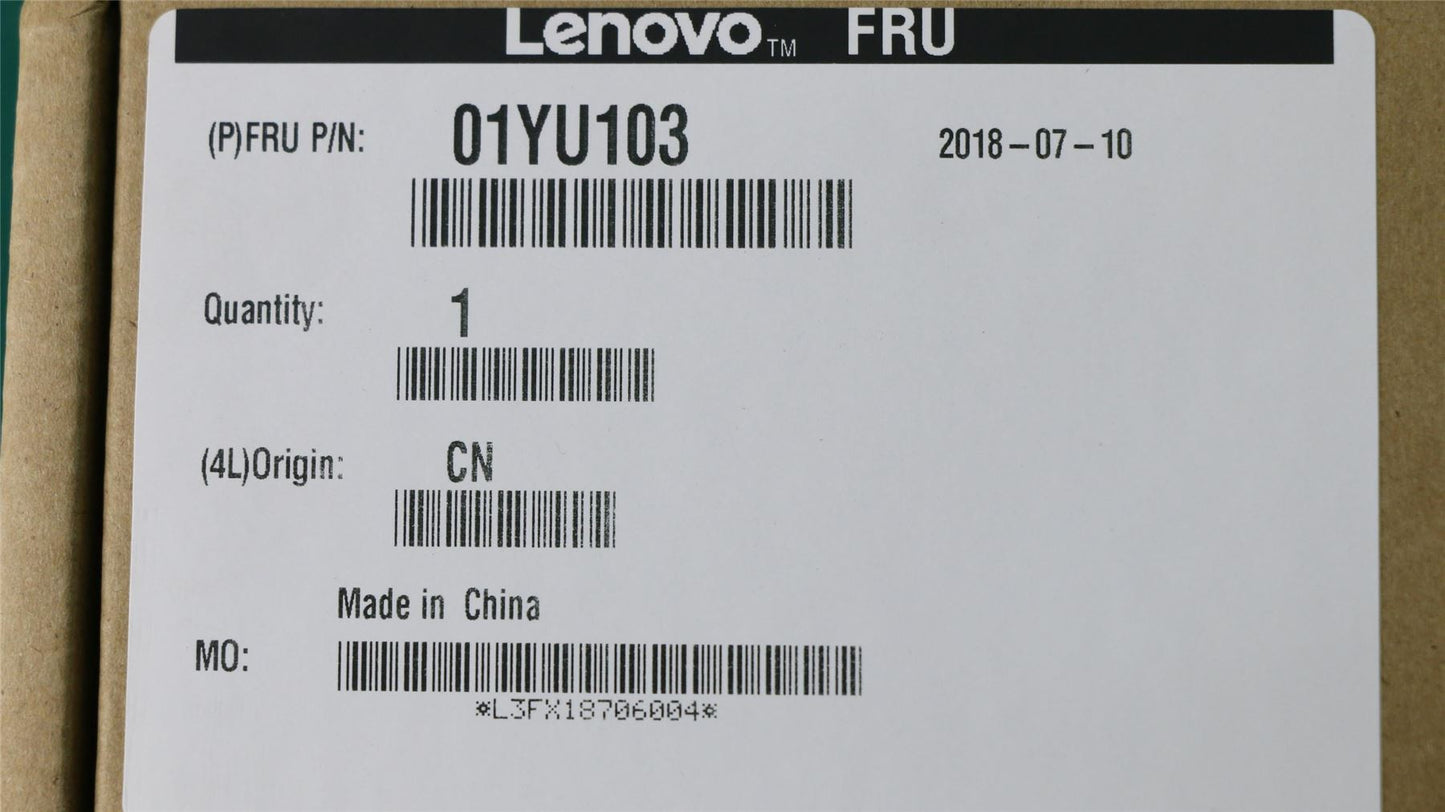 Lenovo™ FRU
(P)FRU P/N: 01YU103 2018-07-10
Quantity: 1
(4L)Origin: CN
Made in China
MO:
*L3FX18706004*